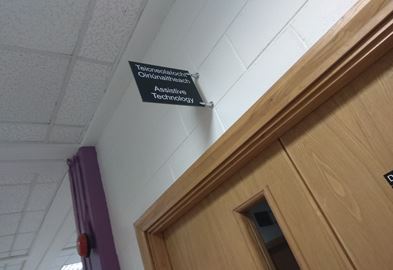 Teicneolaíocht
Oiriúnaitheach
Assistive
Technology